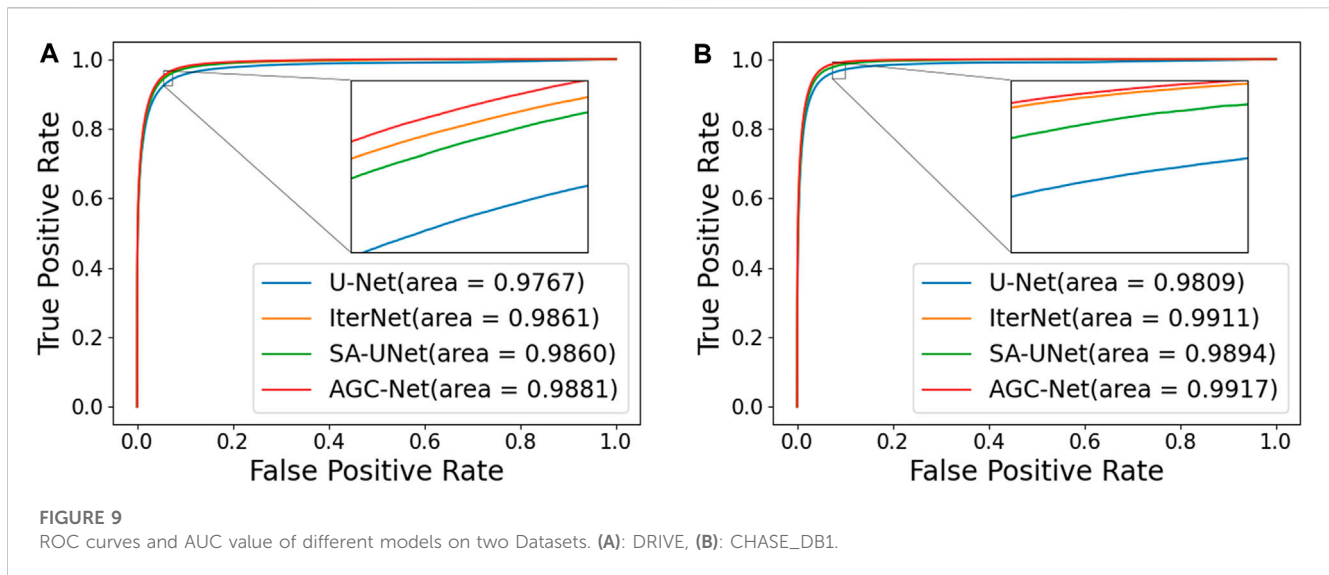 A
True Positive Rate
1.0
0.8
0.6
0.4
0.2
0.0
U-Net(area = 0.9767)
IterNet(area = 0.9861)
SA-UNet(area = 0.9860)
AGC-Net(area = 0.9881)
0.0 0.2 0.4 0.6 0.8 1.0
False Positive Rate
B
True Positive Rate
1.0
0.8
0.6
0.4
0.2
0.0
U-Net(area = 0.9809)
IterNet(area = 0.9911)
SA-UNet(area = 0.9894)
AGC-Net(area = 0.9917)
0.0 0.2 0.4 0.6 0.8 1.0
False Positive Rate
FIGURE 9
ROC curves and AUC value of different models on two Datasets. (A): DRIVE, (B): CHASE_DB1.